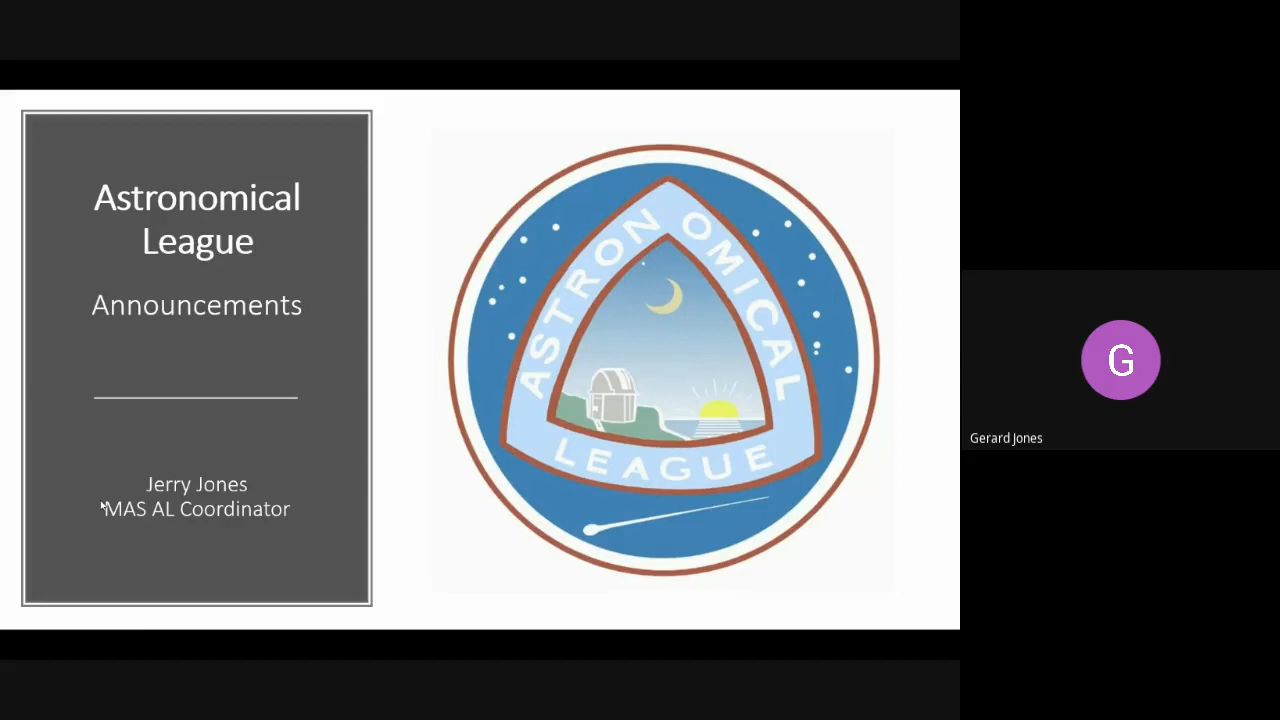 Astronomical
League
Announcements
Jerry Jones
MAS AL Coordinator
ASTRONOMICAL
LEAGUE
G
Gerard Jones